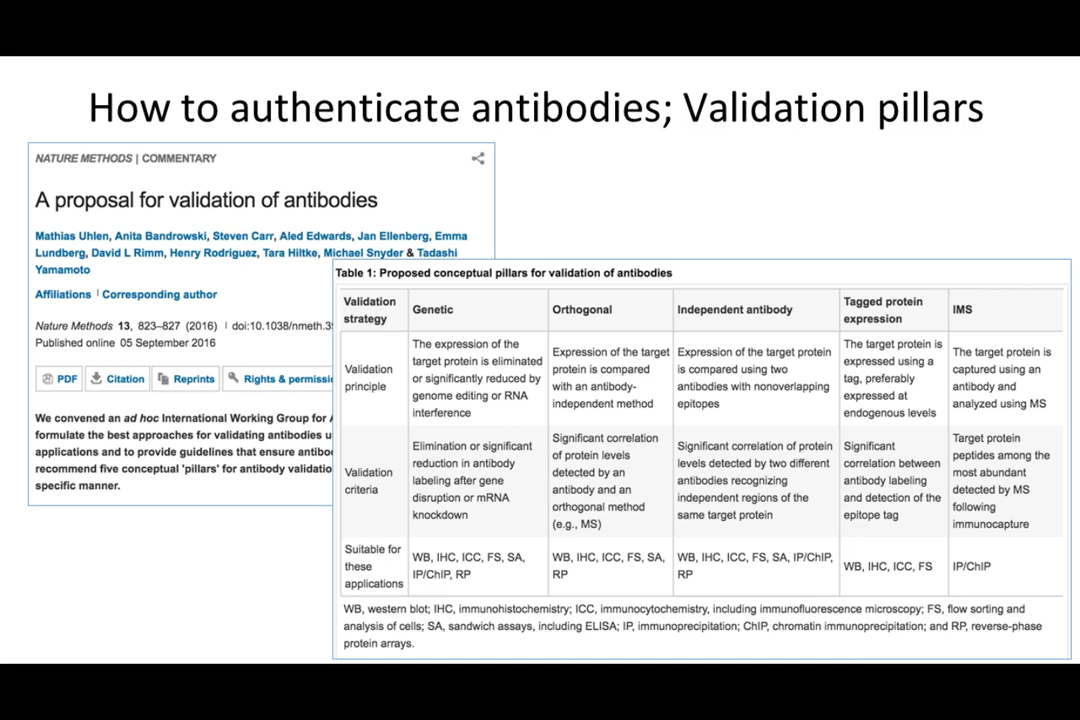 How to authenticate antibodies; Validation pillars
NATURE METHODS | COMMENTARY
A proposal for validation of antibodies
Mathias Uhlen, Anita Bandrowski, Steven Carr, Aled Edwards, Jan Ellenberg, Emma
Lundberg, David L Rimm, Henry Rodriguez, Tara Hiltke, Michael Snyder & Tadashi
Yamamoto
Affiliations | Corresponding author
Nature Methods 13, 823–827 (2016) | doi:10.1038/nmeth.3
Published online 05 September 2016
PDF Citation Reprints Rights &
We convened an ad hoc International Working Group for
formulate the best approaches for validating antibodies
applications and to provide guidelines that ensure
recommend five conceptual 'pillars' for antibody
specific manner.
Table 1: Proposed conceptual pillars for validation of antibodies
Validation
strategy
Genetic
Orthogonal
Independent antibody
Tagged protein
expression
IMS
Validation
principle
The expression of the
target protein is eliminated
or significantly reduced by
genome editing or RNA
interference
Expression of the target
protein is compared
with an antibody-
independent method
Expression of the target protein
is compared using two
antibodies with nonoverlapping
epitopes
The target protein is
expressed using a
tag, preferably
expressed at
endogenous levels
The target protein is
captured using an
antibody and
analyzed using MS
Validation
criteria
Elimination or significant
reduction in antibody
labeling after gene
disruption or mRNA
knockdown
Significant correlation
of protein levels
detected by an
antibody and an
orthogonal method
(e.g., MS)
Significant correlation of protein
levels detected by two different
antibodies recognizing
independent regions of the
same target protein
Significant
correlation between
antibody labeling
and detection of the
epitope tag
Target protein
peptides among the
most abundant
detected by MS
following
immunocapture
Suitable for
these
applications
WB, IHC, ICC, FS, SA,
IP/ChIP, RP
WB, IHC, ICC, FS, SA,
RP
WB, IHC, ICC, FS, SA, IP/ChIP,
RP
WB, IHC, ICC, FS
IP/ChIP
WB, western blot; IHC, immunohistochemistry; ICC, immunocytochemistry, including immunofluorescence microscopy; FS, flow sorting and
analysis of cells; SA, sandwich assays, including ELISA; IP, immunoprecipitation; ChIP, chromatin immunoprecipitation; and RP, reverse-phase
protein arrays.